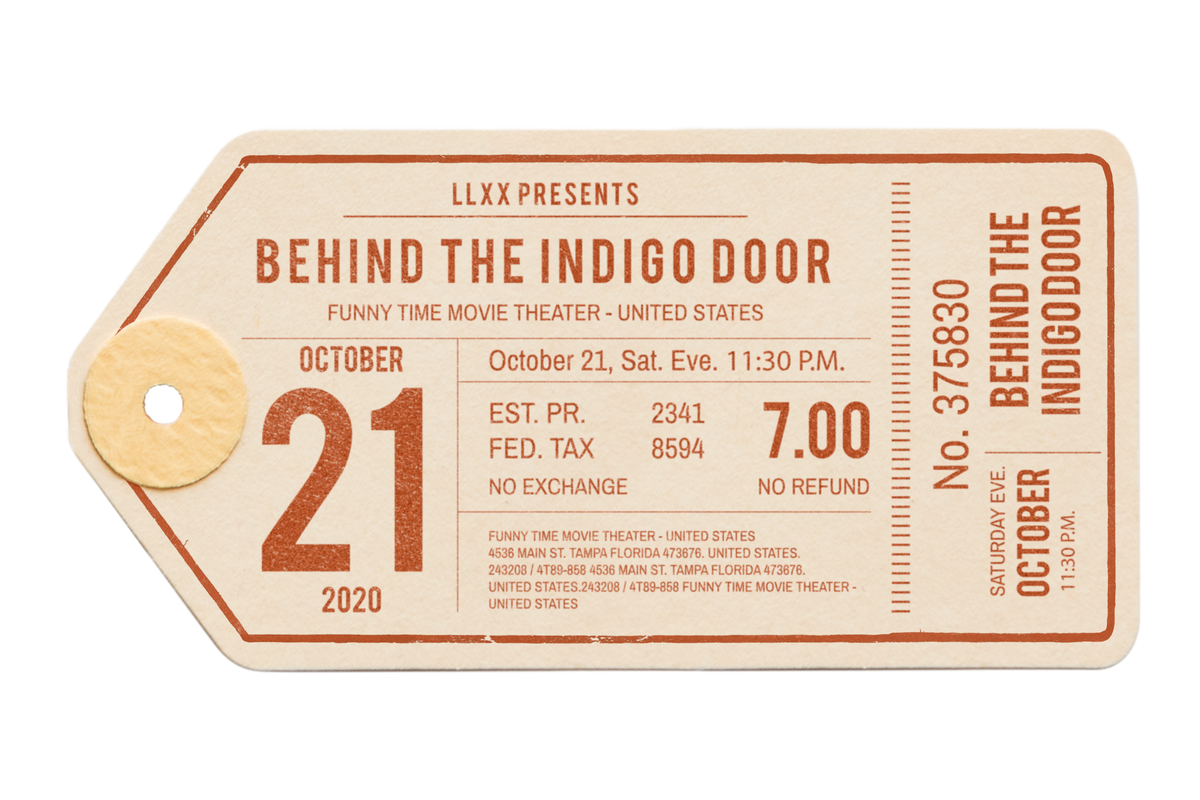 LLXX PRESENTS
BEHIND THE INDIGO DOOR
FUNNY TIME MOVIE THEATER - UNITED STATES
OCTOBER
21
2020
October 21, Sat. Eve. 11:30 P.M.
EST. PR. 2341
FED. TAX 8594
7.00
NO EXCHANGE NO REFUND
FUNNY TIME MOVIE THEATER - UNITED STATES
4536 MAIN ST. TAMPA FLORIDA 473676. UNITED STATES.
243208 / 4T89-858 4536 MAIN ST. TAMPA FLORIDA 473676.
UNITED STATES.243208 / 4T89-858 FUNNY TIME MOVIE THEATER -
UNITED STATES
No. 375830
BEHIND THE
INDIGO DOOR
SATURDAY EVE.
OCTOBER
11:30 P.M.